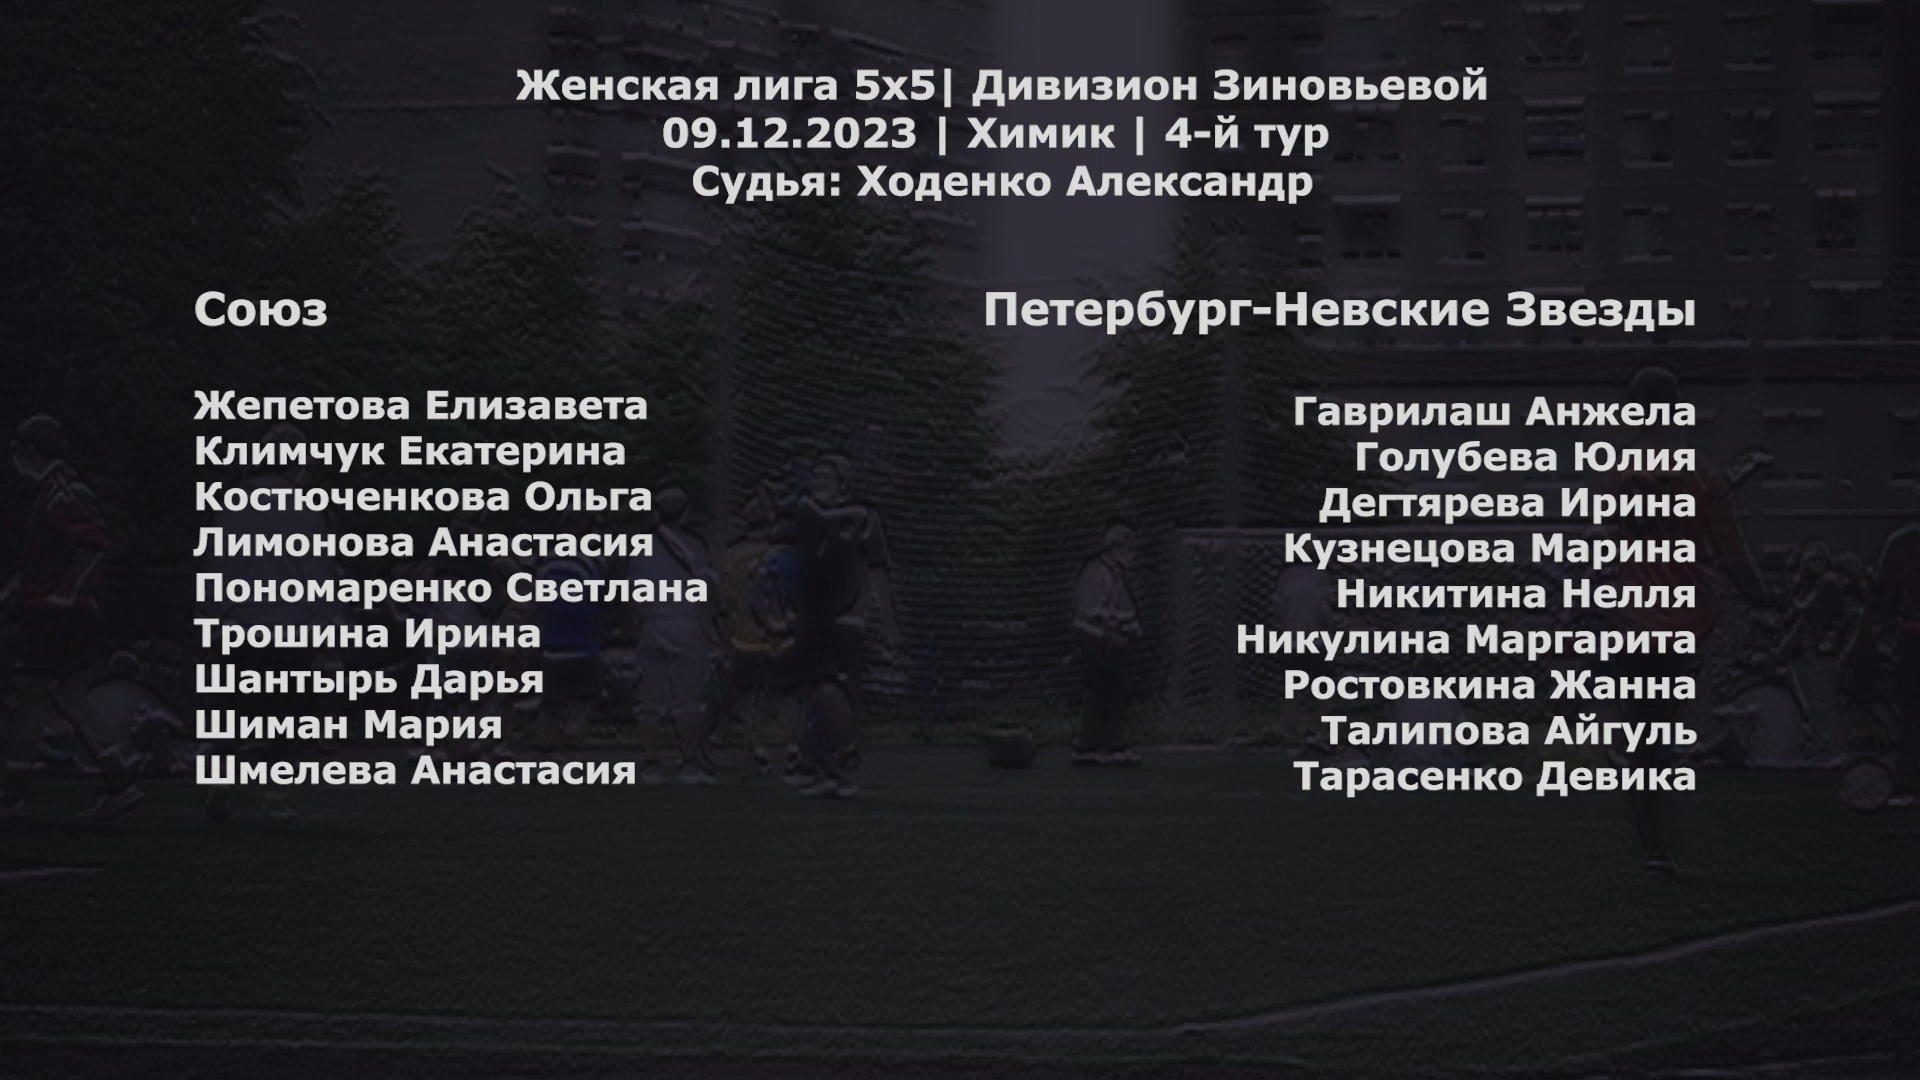 Женская лига 5х5| Дивизион Зиновьевой
09.12.2023 | Химик | 4-й тур
Судья: Ходенко Александр
Союз
Жепетова Елизавета
Климчук Екатерина
Костюченкова Ольга
Лимонова Анастасия
Пономаренко Светлана
Трошина Ирина
Шантырь Дарья
Шиман Мария
Шмелева Анастасия
Петербург-Невские Звезды
Гаврилаш Анжела
Голубева Юлия
Дегтярева Ирина
Кузнецова Марина
Никитина Нелля
Никулина Маргарита
Ростовкина Жанна
Талипова Айгуль
Тарасенко Девика